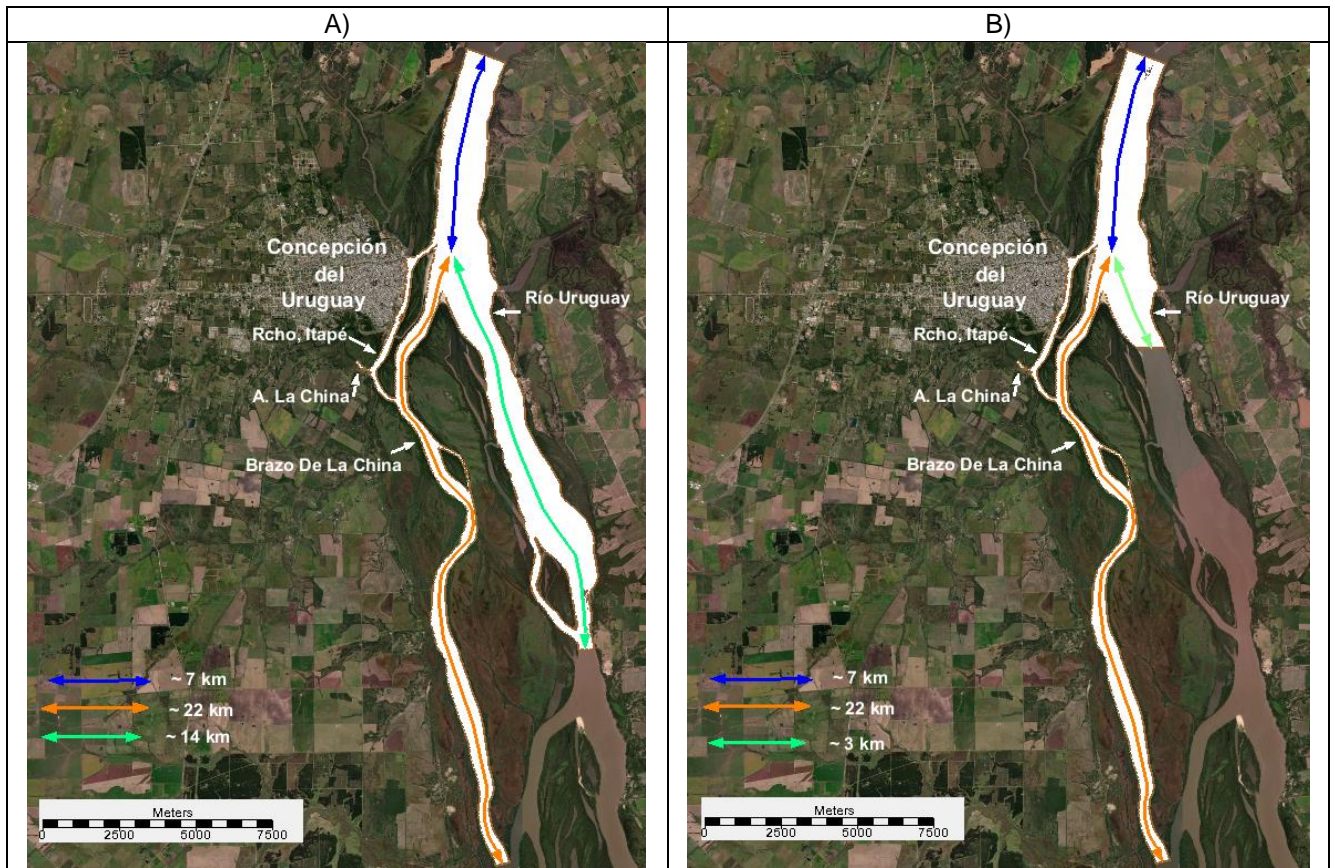 A)
Concepción
del
Uruguay
Río Uruguay
Rcho, Itapé
A. La China
Brazo De La China
~ 7 km
~ 22 km
~ 14 km
Meters
0 2500 5000 7500
B)
Concepción
del
Uruguay
Río Uruguay
Rcho, Itapé
A. La China
Brazo De La China
~ 7 km
~ 22 km
~ 3 km
Meters
0 2500 5000 7500